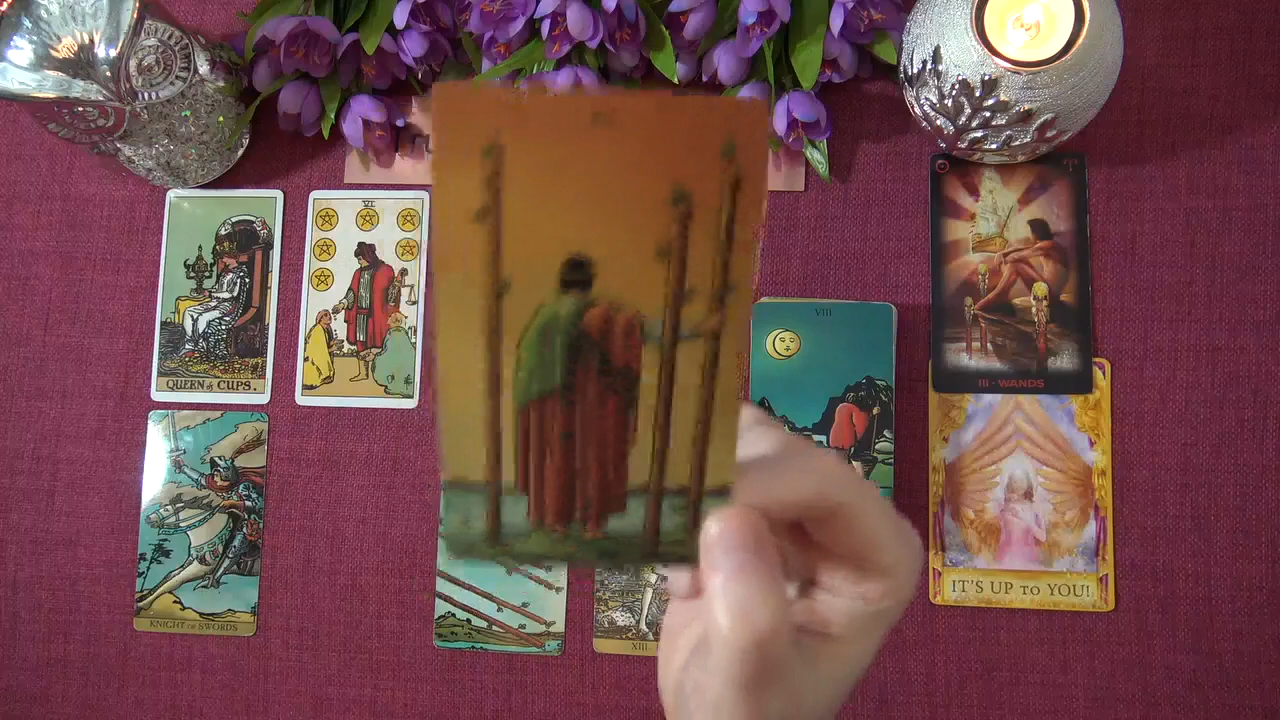 VI
QUEEN of CUPS.
VIII
III - WANDS
KNIGHT OF SWORDS
IT'S UP TO YOU!
XIII